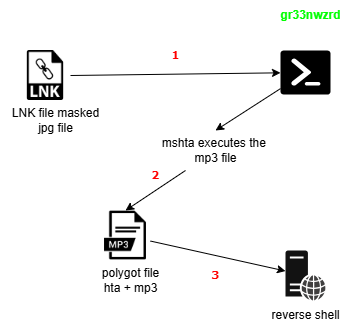 gr33nwzrd
1
LNK
LNK file masked
jpg file
mshta executes the
mp3 file
2
MP3
polygot file
hta + mp3
3
reverse shell